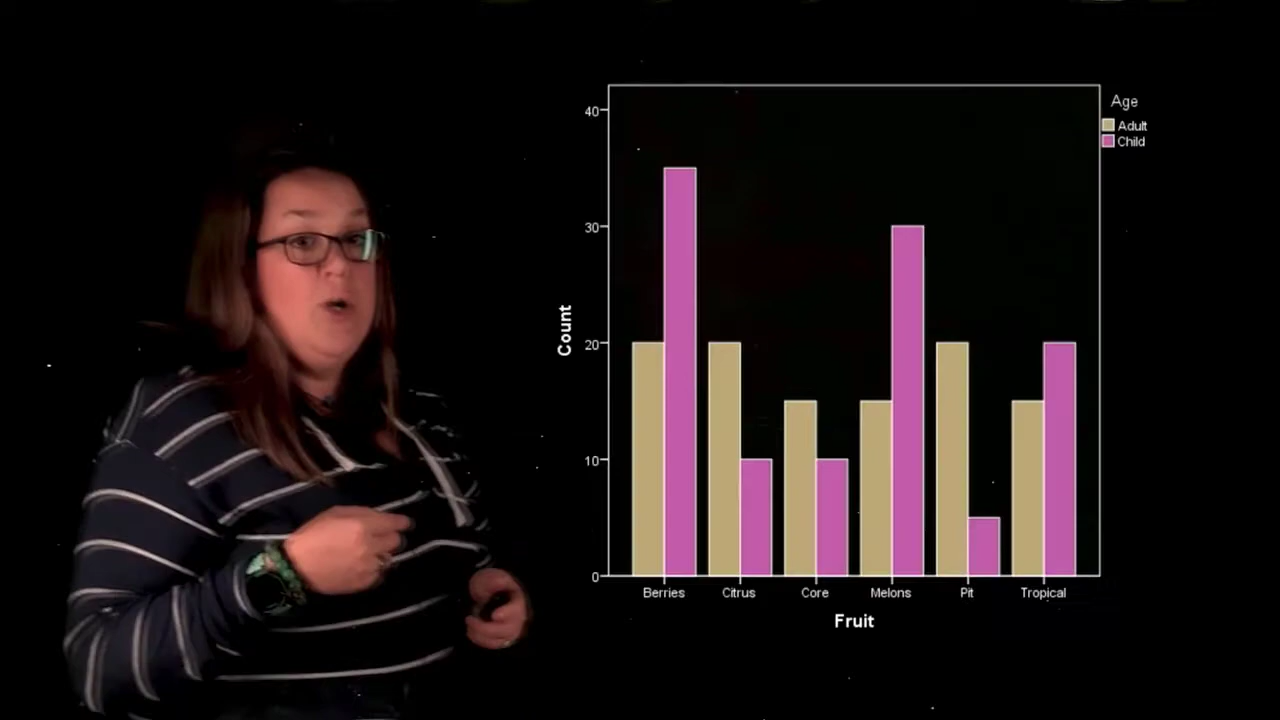 Age
Adult
Child
40
30
20
10
0
Count
Berries Citrus Core Melons Pit Tropical
Fruit